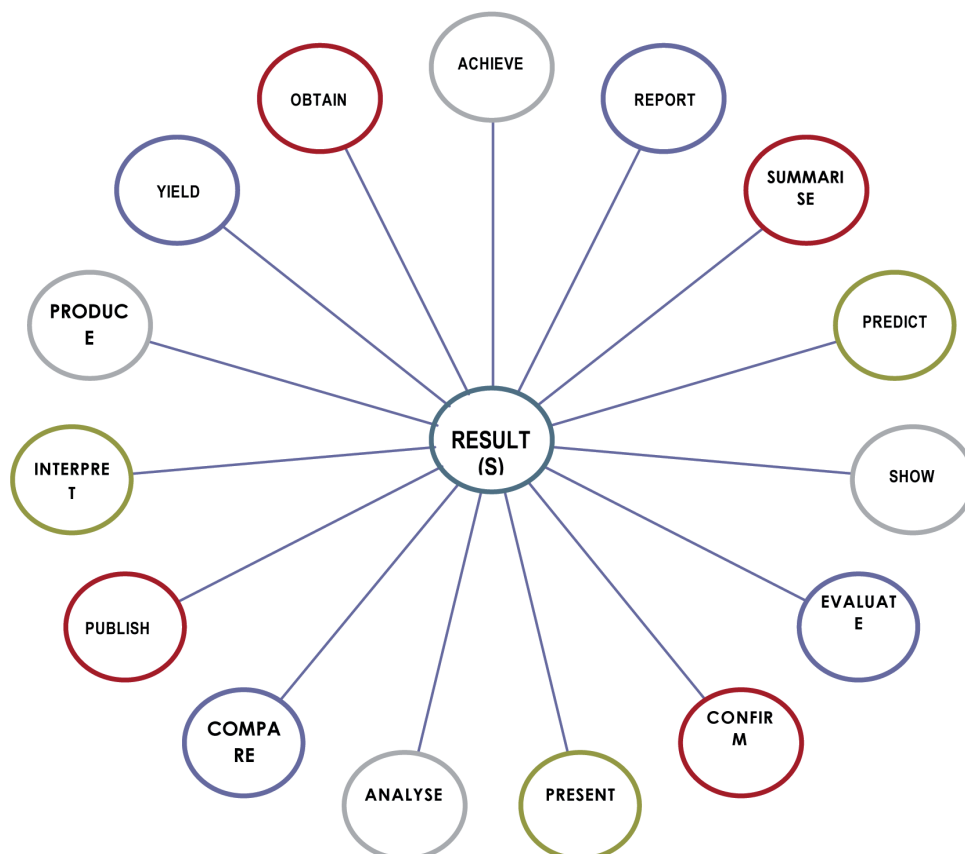 ACHIEVE
REPORT
SUMMARI
SE
PREDICT
SHOW
EVALUAT
E
CONFIR
M
PRESENT
ANALYSE
COMPA
RE
PUBLISH
INTERPRE
T
PRODUC
E
YIELD
OBTAIN
RESULT
(S)